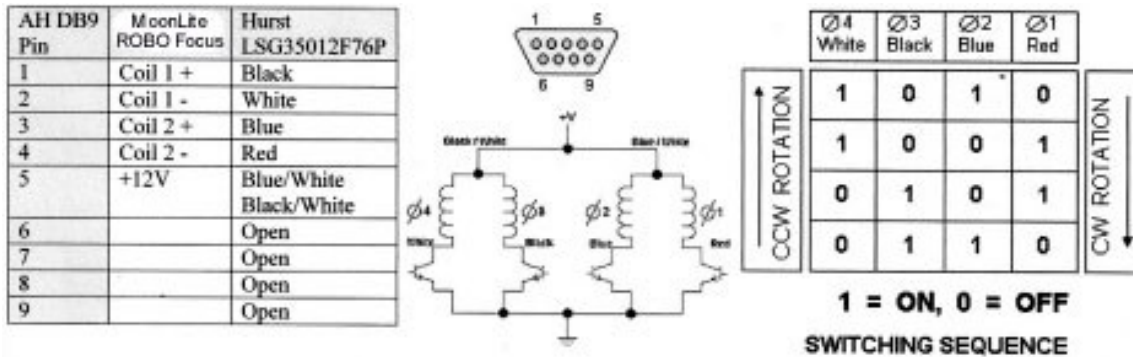 AH DB9 Pin | MoonLite ROBO Focus | Hurst LSG35012F76P
1 | Coil 1 + | Black
2 | Coil 1 - | White
3 | Coil 2 + | Blue
4 | Coil 2 - | Red
5 | +12V | Blue/White Black/White
6 | | Open
7 | | Open
8 | | Open
9 | | Open
1 5
6 9
+V
Black / White Blue / White
Ø4 Ø3 Ø2 Ø1
White Black Blue Red
Ø4 White | Ø3 Black | Ø2 Blue | Ø1 Red
1 0 1 0
1 0 0 1
0 1 0 1
0 1 1 0
CCW ROTATION
CW ROTATION
1 = ON, 0 = OFF
SWITCHING SEQUENCE